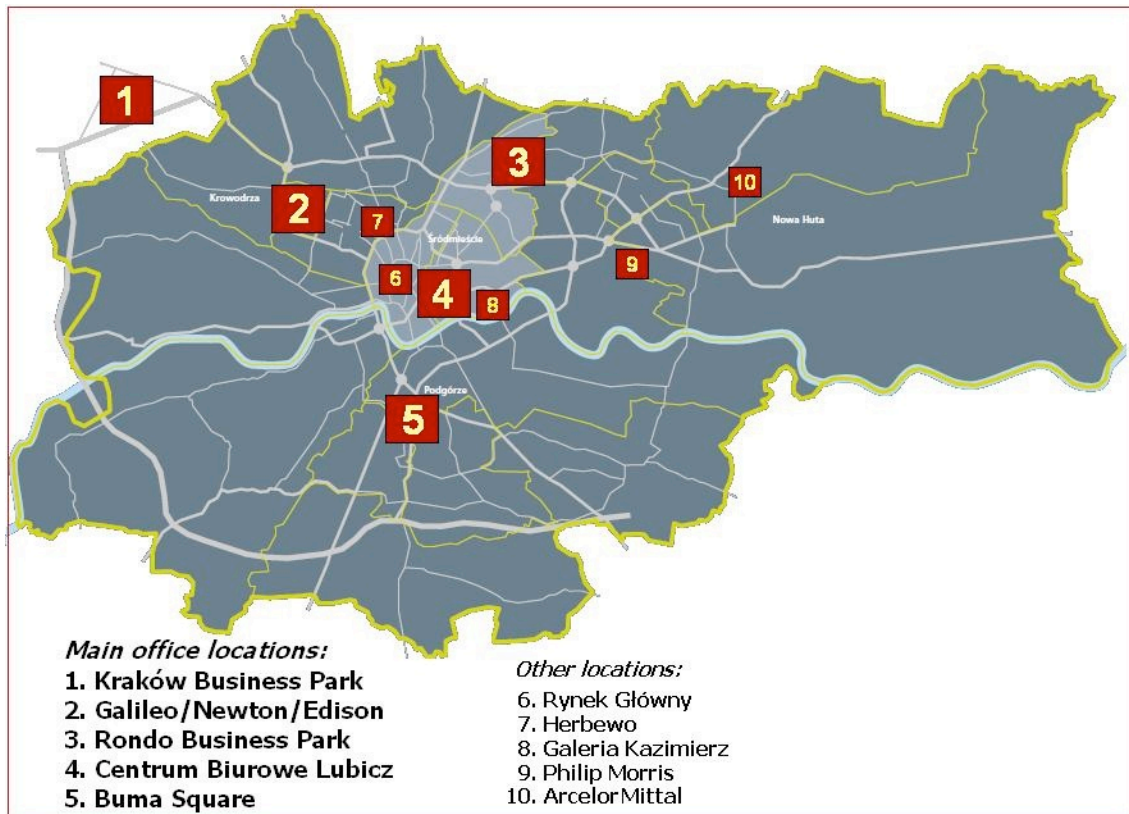 1
3
10
Krowodrza
2
7
Nowa Huta
Śródmieście
9
6
4
8
Podgórze
5
Main office locations:
1. Kraków Business Park
2. Galileo/Newton/Edison
3. Rondo Business Park
4. Centrum Biurowe Lubicz
5. Buma Square
Other locations:
6. Rynek Główny
7. Herbewo
8. Galeria Kazimierz
9. Philip Morris
10. ArcelorMittal